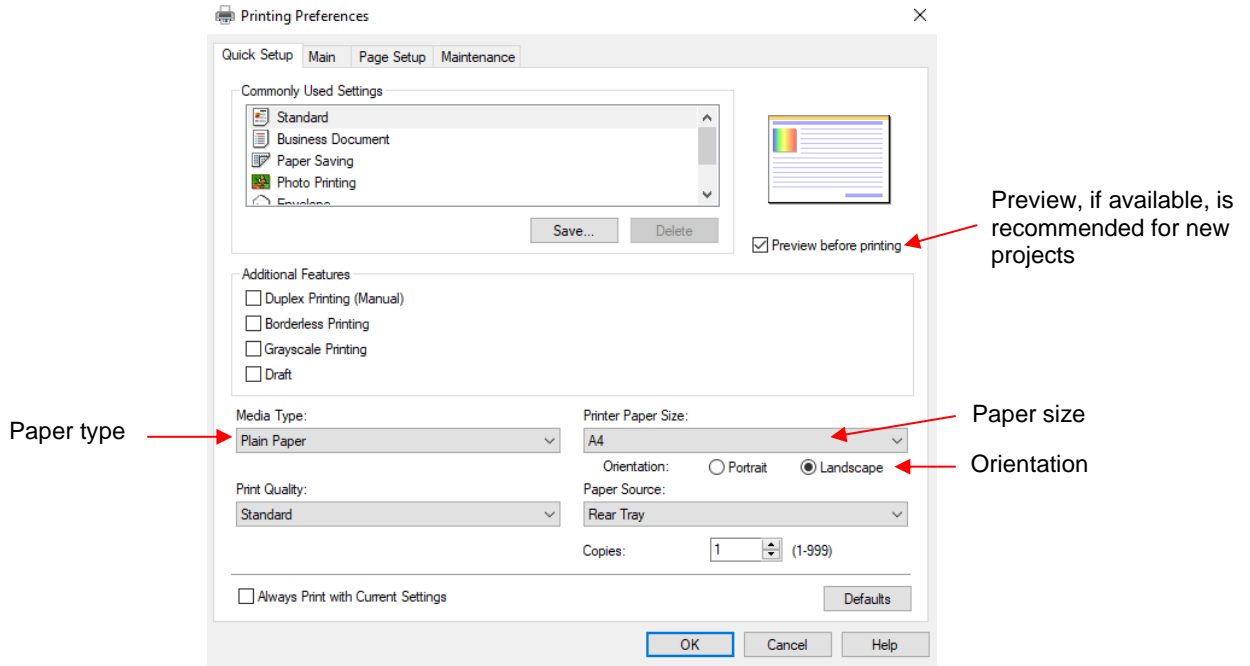 Printing Preferences
Quick Setup Main Page Setup Maintenance
Commonly Used Settings
Standard
Business Document
Paper Saving
Photo Printing
Envelope
Save... Delete
Preview before printing
Preview, if available, is
recommended for new
projects
Additional Features
Duplex Printing (Manual)
Borderless Printing
Grayscale Printing
Draft
Paper type
Media Type:
Plain Paper
Printer Paper Size:
A4
Paper size
Orientation: Portrait Landscape
Orientation
Print Quality:
Standard
Paper Source:
Rear Tray
Copies: 1 (1-999)
Always Print with Current Settings
Defaults
OK Cancel Help